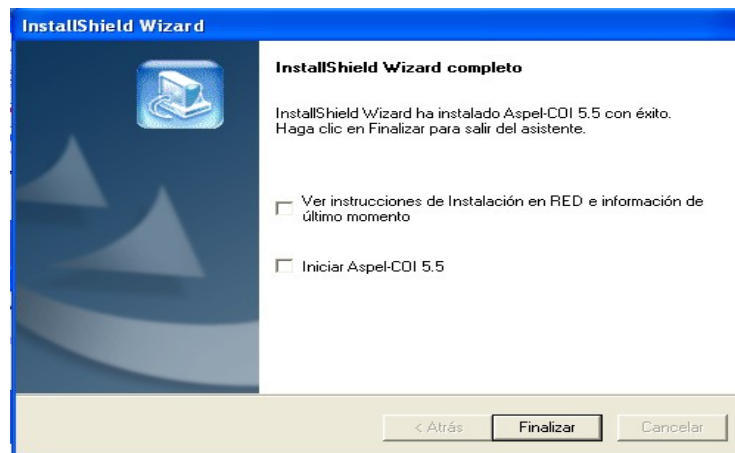 InstallShield Wizard
InstallShield Wizard completo
InstallShield Wizard ha instalado Aspel-COI 5.5 con éxito.
Haga clic en Finalizar para salir del asistente.
Ver instrucciones de Instalación en RED e información de
último momento
Iniciar Aspel-COI 5.5
< Atrás Finalizar Cancelar